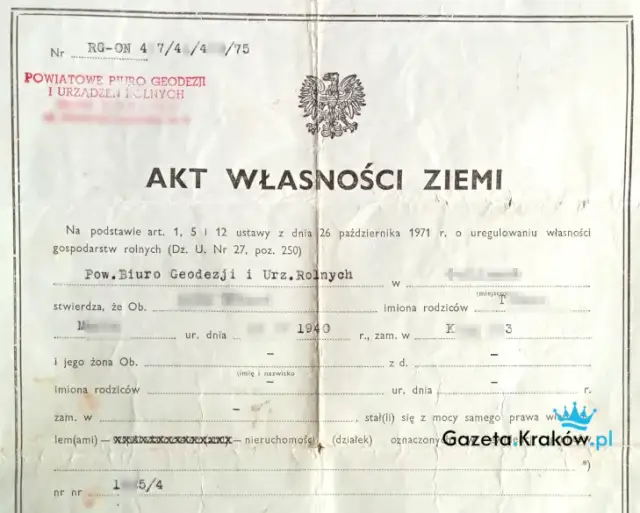 Nr RG-ON 4 7/4 /4 /75
POWIATOWE BIURO GEODEZJI
I URZĄDZEŃ ROLNYCH
AKT WŁASNOŚCI ZIEMI
Na podstawie art. 1, 5 i 12 ustawy z dnia 26 października 1971 r. o uregulowaniu własności
gospodarstw rolnych (Dz. U. Nr 27, poz. 250)
Pow.Biuro Geodezji i Urz.Rolnych w
stwierdza, że Ob. imiona rodziców T
ur. dnia 1940 r., zam. w K 3
i jego żona Ob. – z d. –
(imię i nazwisko
imiona rodziców – ur. dnia – r.
zam. w – , stał(li) się z mocy samego prawa
lem(ami) – xxxxxxxxxxxxxxx – nieruchomości (działek)
Gazeta.Kraków.pl
*)
nr nr 1 5/4